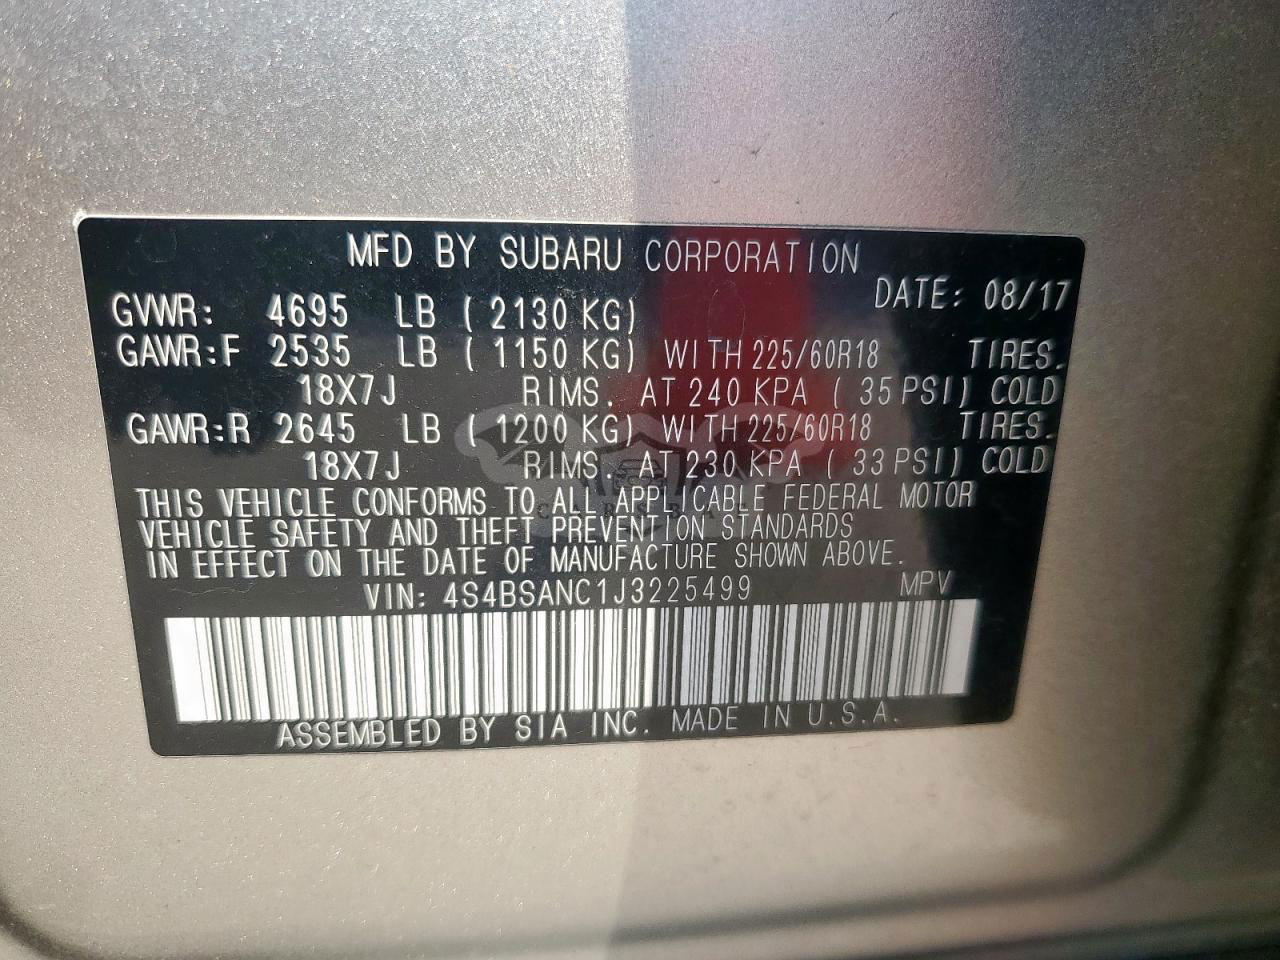 MFD BY SUBARU CORPORATION
DATE: 08/17
GVWR: 4695 LB ( 2130 KG)
GAWR:F 2535 LB ( 1150 KG) WITH 225/60R18 TIRES.
18X7J RIMS. AT 240 KPA ( 35 PSI) COLD
GAWR:R 2645 LB ( 1200 KG) WITH 225/60R18 TIRES.
18X7J RIMS. AT 230 KPA ( 33 PSI) COLD
THIS VEHICLE CONFORMS TO ALL APPLICABLE FEDERAL MOTOR
VEHICLE SAFETY AND THEFT PREVENTION STANDARDS
IN EFFECT ON THE DATE OF MANUFACTURE SHOWN ABOVE.
VIN: 4S4BSANC1J3225499 MPV
ASSEMBLED BY SIA INC. MADE IN U.S.A.